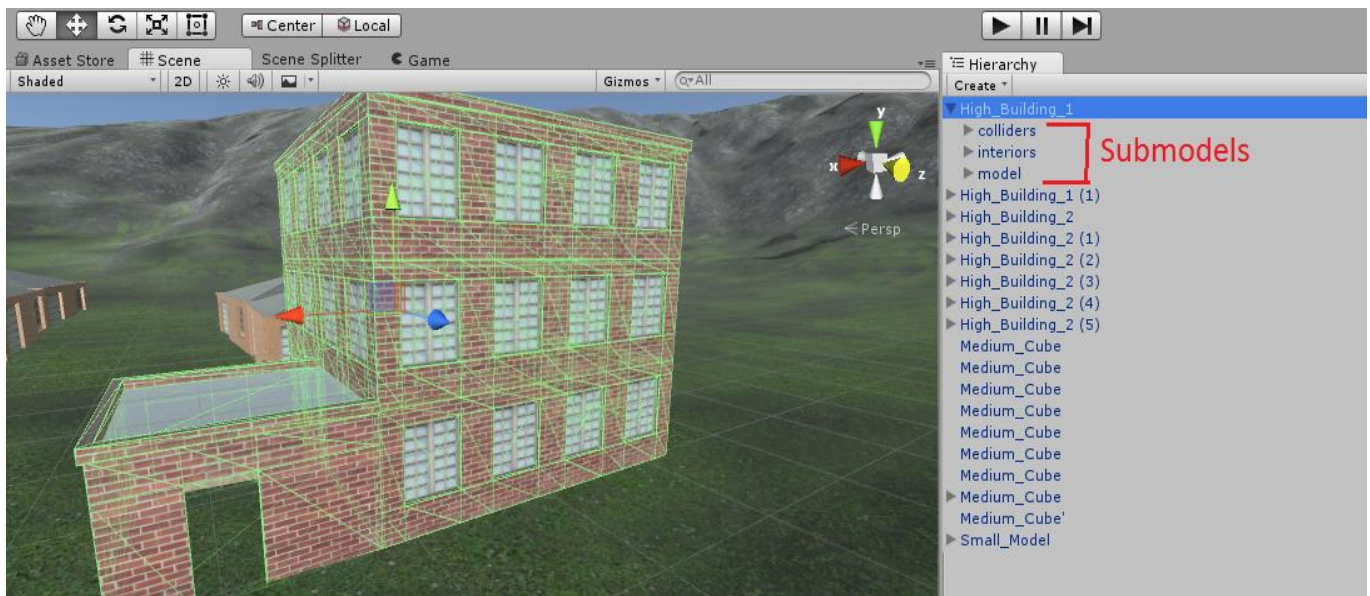 Center Local
Asset Store Scene Scene Splitter Game
Shaded 2D Gizmos All
y
x z
Persp
Hierarchy
Create
High_Building_1
colliders
interiors
model
Submodels
High_Building_1 (1)
High_Building_2
High_Building_2 (1)
High_Building_2 (2)
High_Building_2 (3)
High_Building_2 (4)
High_Building_2 (5)
Medium_Cube
Medium_Cube
Medium_Cube
Medium_Cube
Medium_Cube
Medium_Cube
Medium_Cube
Medium_Cube
Medium_Cube'
Small_Model